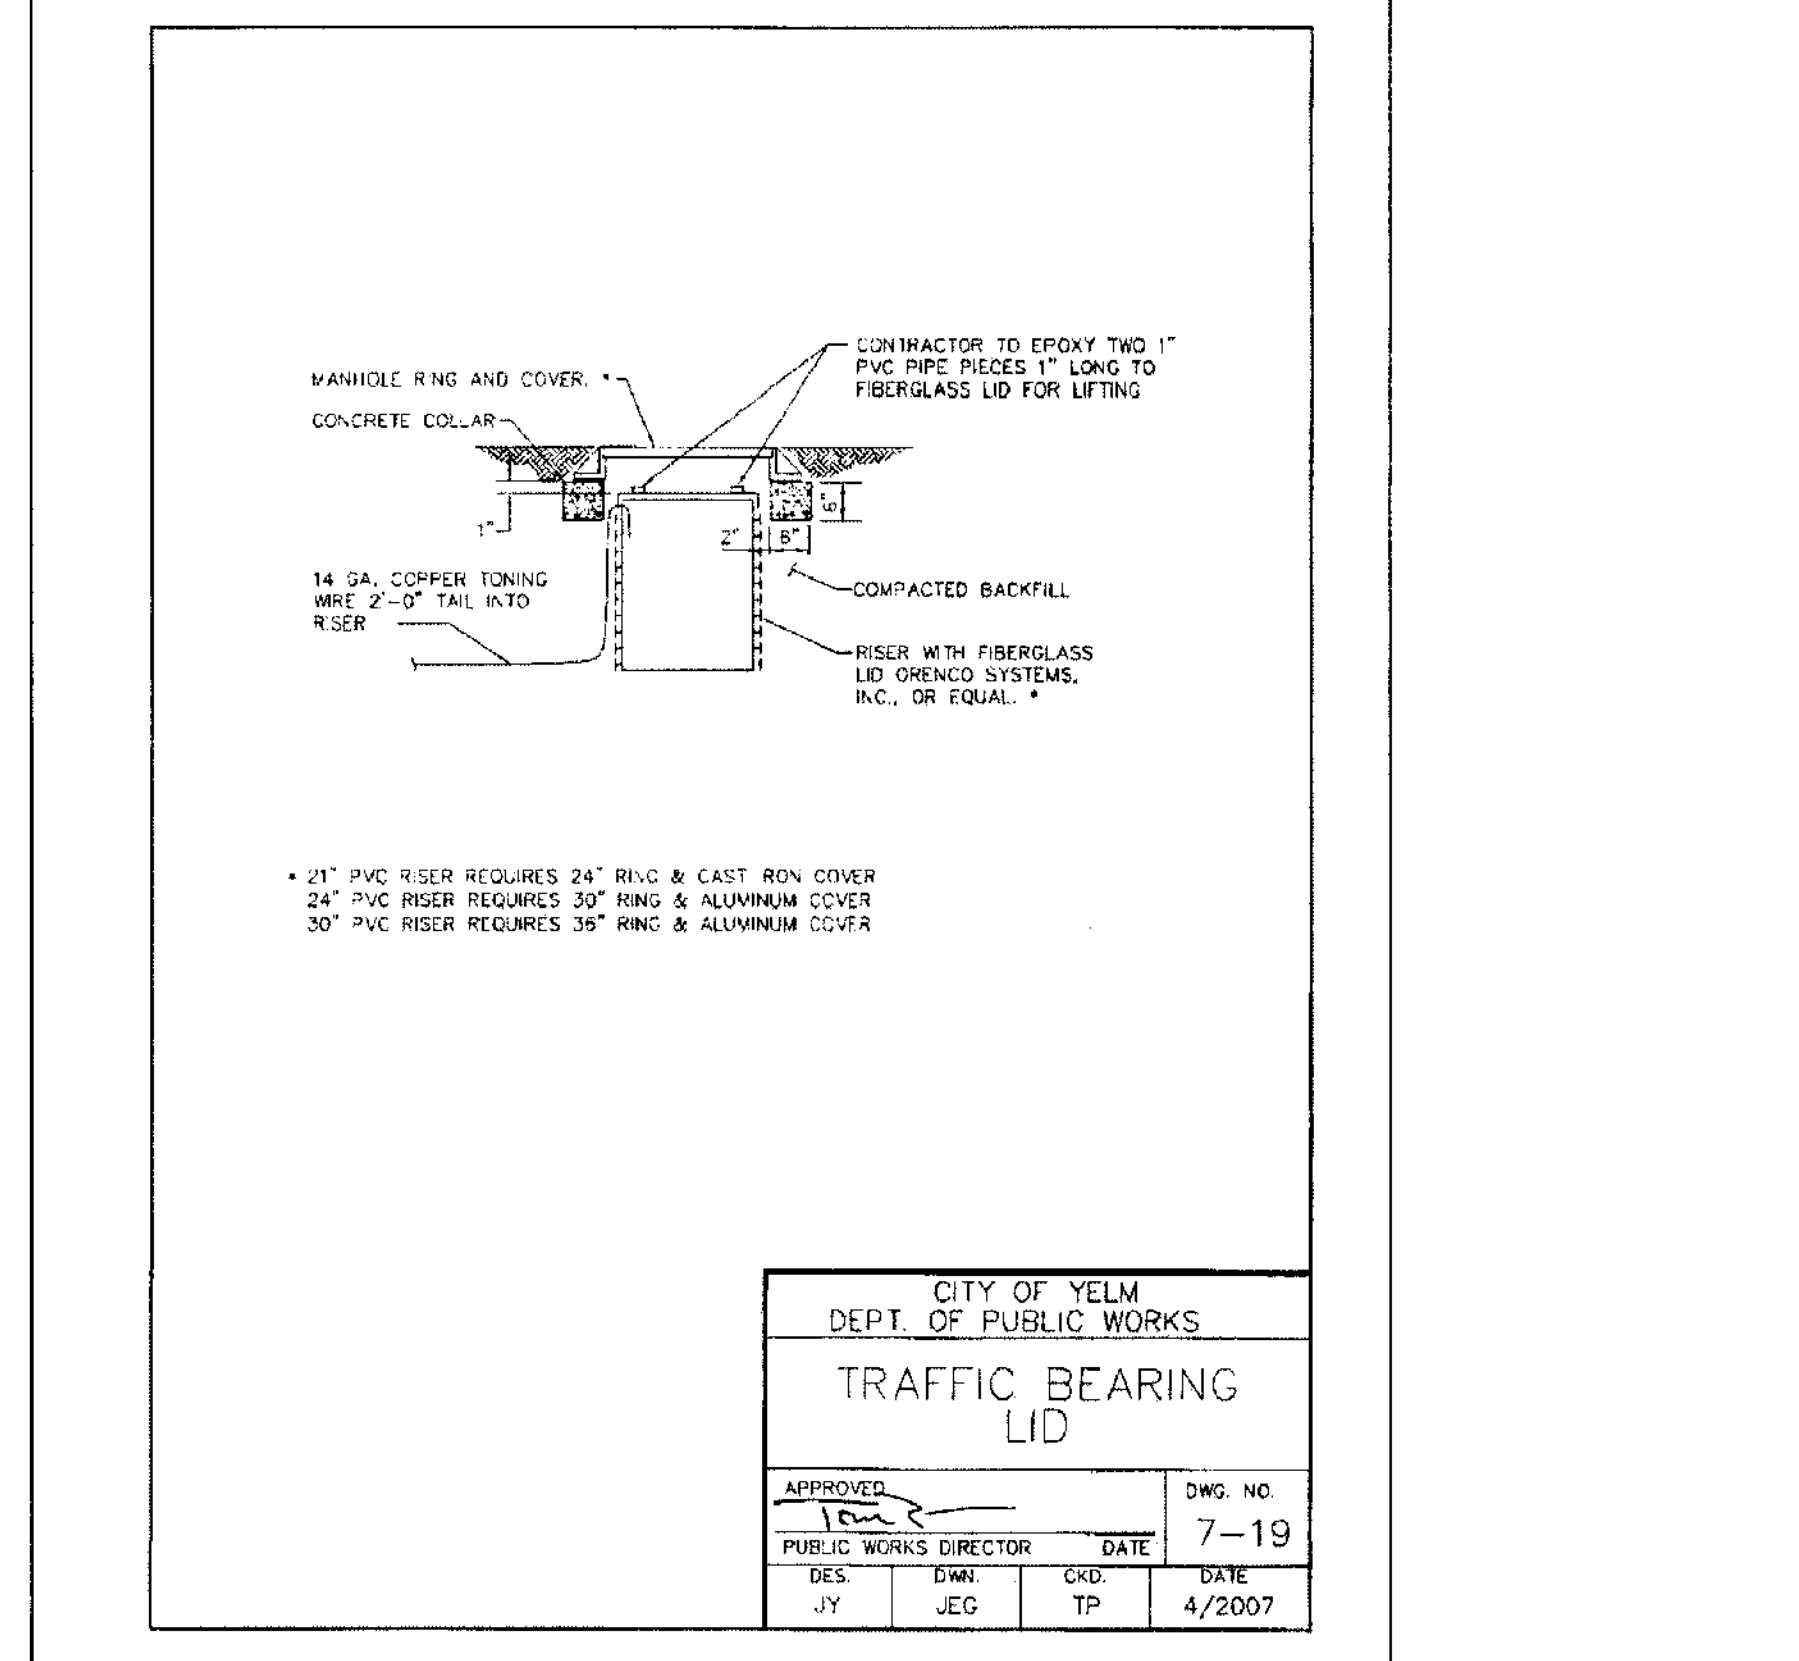 CONTRACTOR TO EPOXY TWO 1"
PVC PIPE PIECES 1" LONG TO
FIBERGLASS LID FOR LIFTING
MANHOLE RING AND COVER. *
CONCRETE COLLAR
6"
1"
2"
8"
14 GA. COPPER TONING
WIRE 2'-0" TAIL INTO
RISER
COMPACTED BACKFILL
RISER WITH FIBERGLASS
LID ORENCO SYSTEMS,
INC., OR EQUAL. *
* 21" PVC RISER REQUIRES 24" RING & CAST IRON COVER
24" PVC RISER REQUIRES 30" RING & ALUMINUM COVER
30" PVC RISER REQUIRES 36" RING & ALUMINUM COVER
CITY OF YELM
DEPT. OF PUBLIC WORKS
TRAFFIC BEARING
LID
APPROVED
DWG. NO.
7-19
PUBLIC WORKS DIRECTOR DATE
DES. DWN. CKD. DATE
JY JEG TP 4/2007